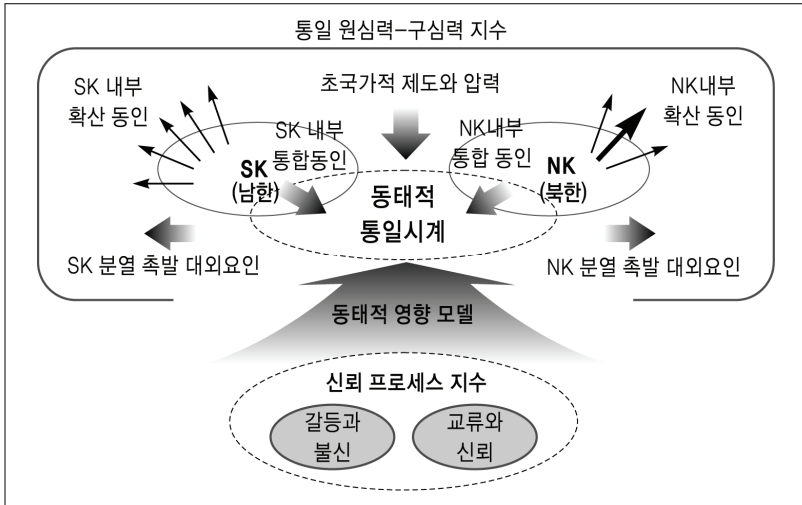 통일 원심력-구심력 지수
초국가적 제도와 압력
SK 내부
확산 동인
SK 내부
통합동인
NK내부
통합 동인
NK내부
확산 동인
SK
(남한)
NK
(북한)
동태적
통일시계
SK 분열 촉발 대외요인
NK 분열 촉발 대외요인
동태적 영향 모델
신뢰 프로세스 지수
갈등과
불신
교류와
신뢰